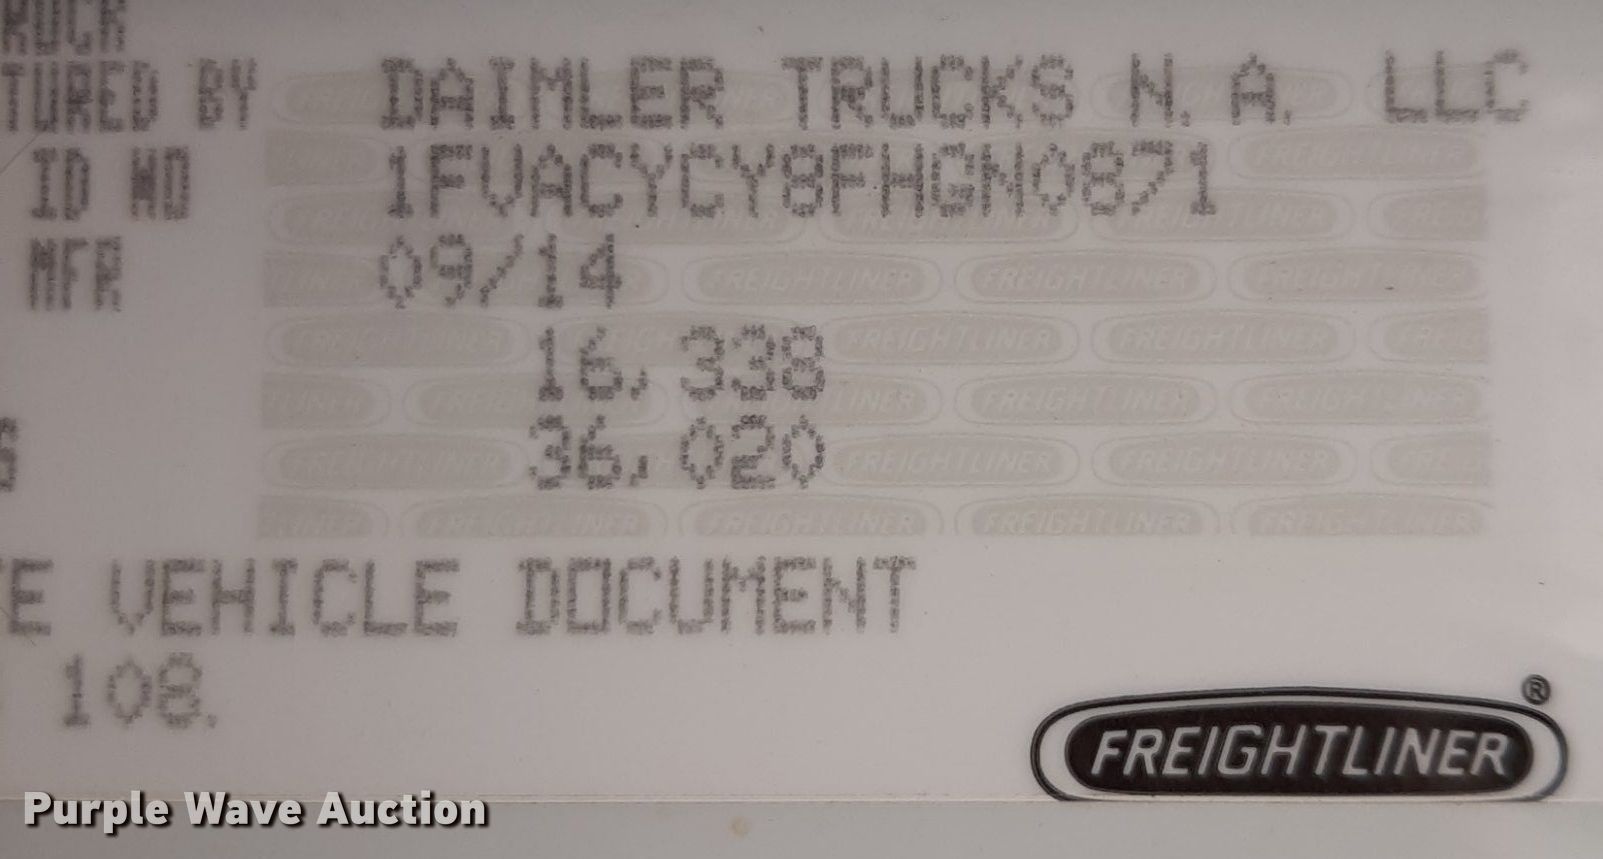 TRUCK
TURED BY DAIMLER TRUCKS N.A. LLC
ID NO 1FVACYCY8FHGN0871
MFR 09/14
16,338
36,020
E VEHICLE DOCUMENT
108.
FREIGHTLINER®
Purple Wave Auction